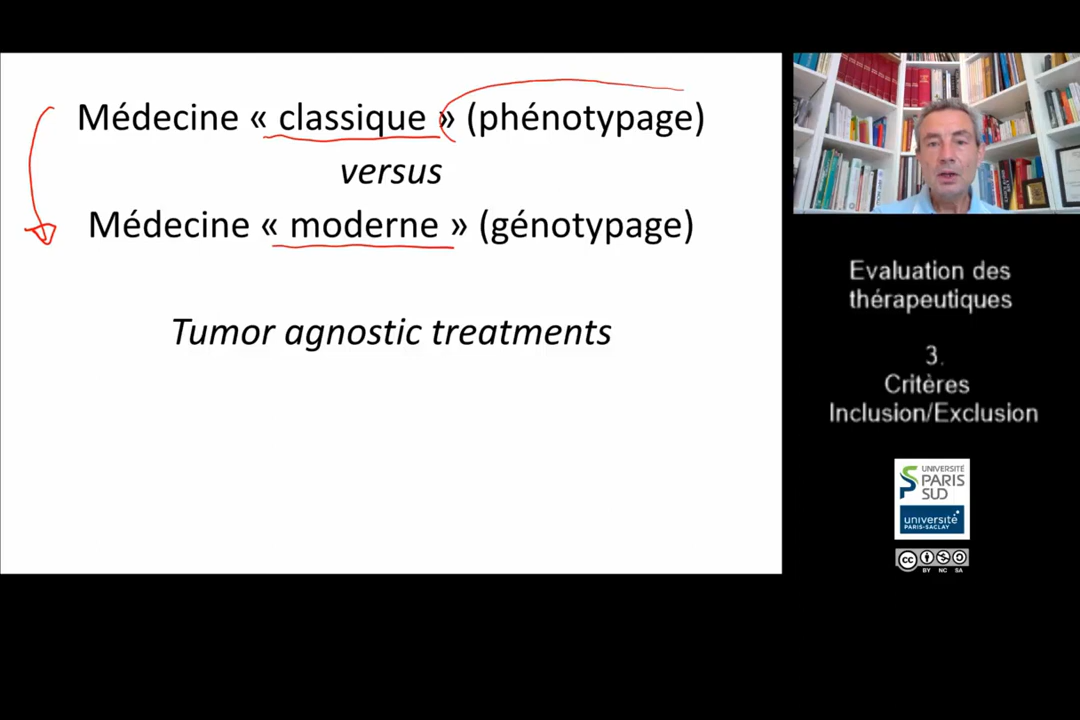 Médecine « classique » (phénotypage)
versus
Médecine « moderne » (génotypage)
Tumor agnostic treatments
Evaluation des
thérapeutiques
3.
Critères
Inclusion/Exclusion
UNIVERSITÉ
PARIS
SUD
université
PARIS-SACLAY
cc
BY NC SA